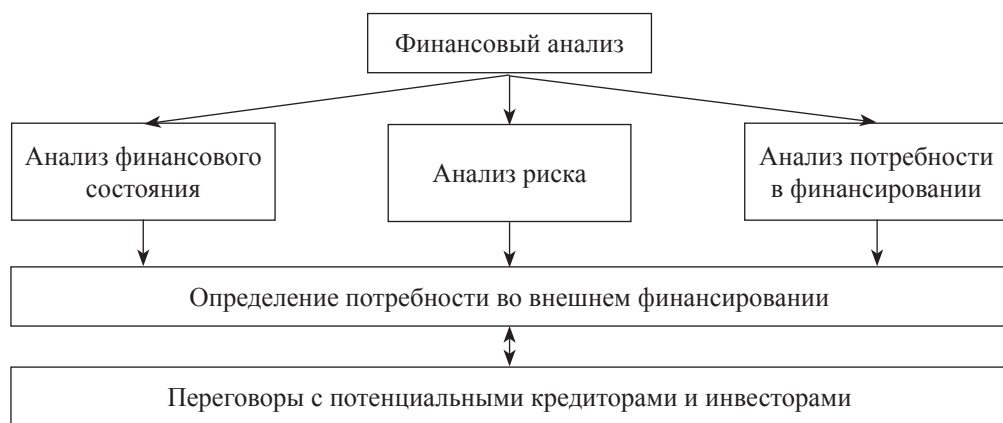 Финансовый анализ
Анализ финансового
состояния
Анализ риска
Анализ потребности
в финансировании
Определение потребности во внешнем финансировании
Переговоры с потенциальными кредиторами и инвесторами